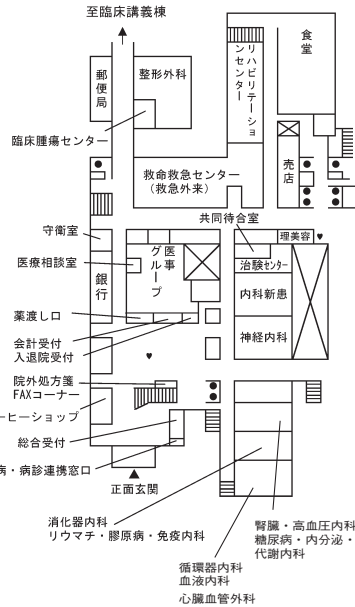 至臨床講義棟
食堂
郵便局
整形外科
リハビリテーションセンター
臨床腫瘍センター
救命救急センター
(救急外来)
売店
共同待合室
守衛室
理美容
医療相談室
医事グループ
治験センター
銀行
内科新患
薬渡し口
神経内科
会計受付
入退院受付
院外処方箋
FAXコーナー
ーヒーショップ
総合受付
病・病診連携窓口
正面玄関
消化器内科
リウマチ・膠原病・免疫内科
腎臓・高血圧内科
糖尿病・内分泌・
代謝内科
循環器内科
血液内科
心臓血管外科